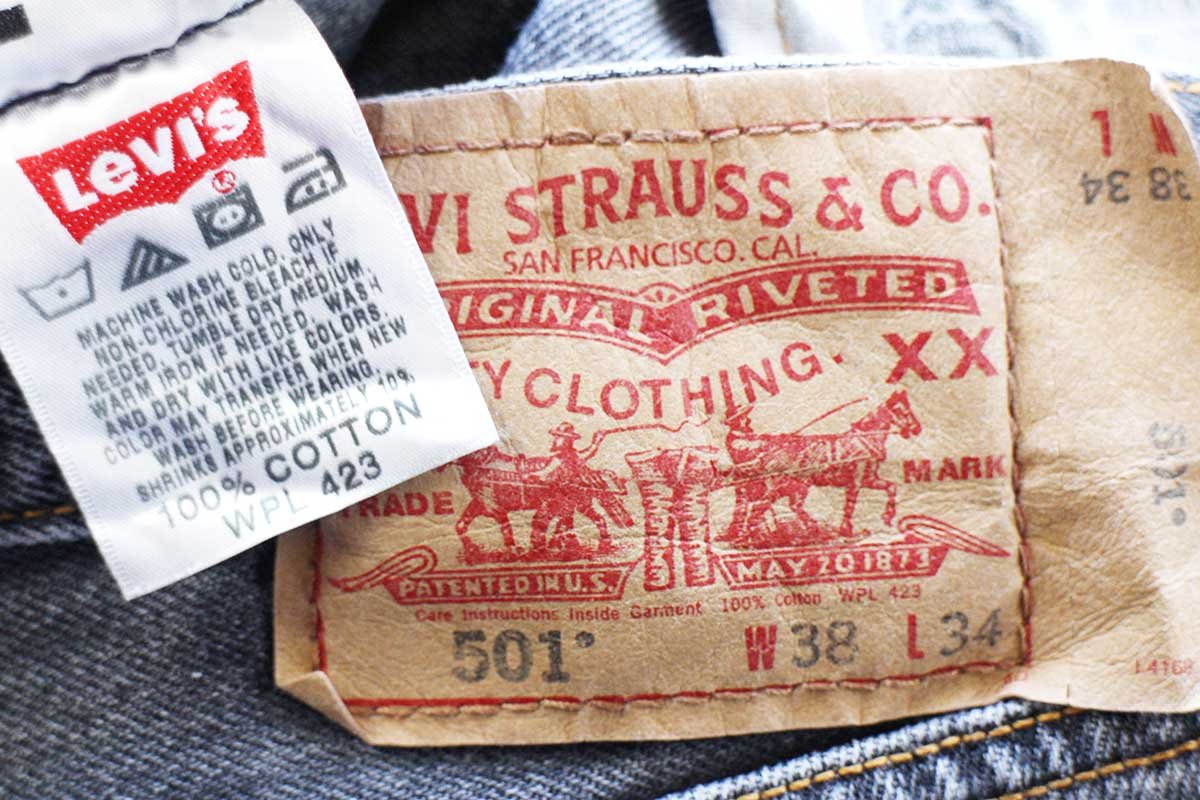 Levi's
®
MACHINE WASH COLD. ONLY
NON-CHLORINE BLEACH IF
NEEDED. TUMBLE DRY MEDIUM.
WARM IRON IF NEEDED. WASH
AND DRY WITH LIKE COLORS.
COLOR MAY TRANSFER WHEN NEW
WASH BEFORE WEARING.
SHRINKS APPROXIMATELY 10%
100% COTTON
WPL 423
VI STRAUSS & CO.
SAN FRANCISCO. CAL.
IGINAL RIVETED
TY CLOTHING. XX
TRADE MARK
PATENTED IN U.S. MAY 20 1873
Care Instructions Inside Garment 100% Cotton WPL 423
501® W 38 L 34
L W
38 34
501®